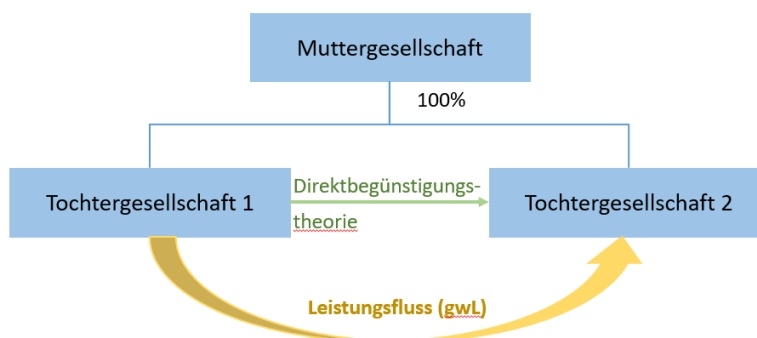 Muttergesellschaft
100%
Tochtergesellschaft 1
Direktbegünstigungs-
theorie
Tochtergesellschaft 2
Leistungsfluss (gwL)